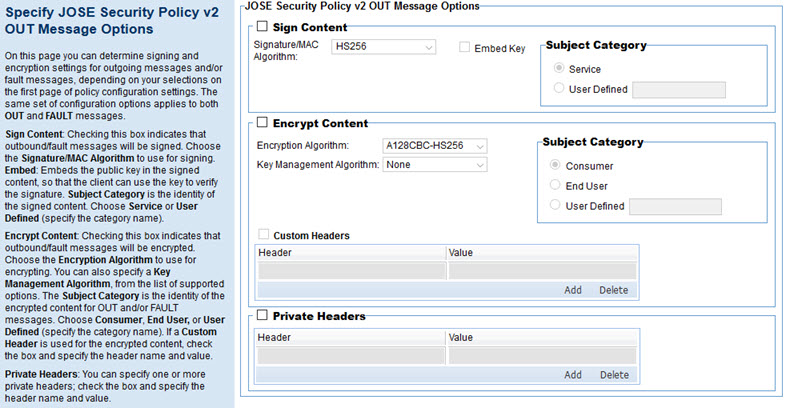 Specify JOSE Security Policy v2
OUT Message Options
On this page you can determine signing and
encryption settings for outgoing messages and/or
fault messages, depending on your selections on
the first page of policy configuration settings. The
same set of configuration options applies to both
OUT and FAULT messages.
Sign Content: Checking this box indicates that
outbound/fault messages will be signed. Choose
the Signature/MAC Algorithm to use for signing.
Embed: Embeds the public key in the signed
content, so that the client can use the key to verify
the signature. Subject Category is the identity of
the signed content. Choose Service or User
Defined (specify the category name).
Encrypt Content: Checking this box indicates that
outbound/fault messages will be encrypted.
Choose the Encryption Algorithm to use for
encrypting. You can also specify a Key
Management Algorithm, from the list of supported
options. The Subject Category is the identity of the
encrypted content for OUT and/or FAULT
messages. Choose Consumer, End User, or User
Defined (specify the category name). If a Custom
Header is used for the encrypted content, check
the box and specify the header name and value.
Private Headers: You can specify one or more
private headers; check the box and specify the
header name and value.
JOSE Security Policy v2 OUT Message Options
Sign Content
Signature/MAC
Algorithm:
HS256
Embed Key
Subject Category
Service
User Defined
Encrypt Content
Encryption Algorithm:
A128CBC-HS256
Key Management Algorithm:
None
Subject Category
Consumer
End User
User Defined
Custom Headers
Header Value
Add Delete
Private Headers
Header Value
Add Delete